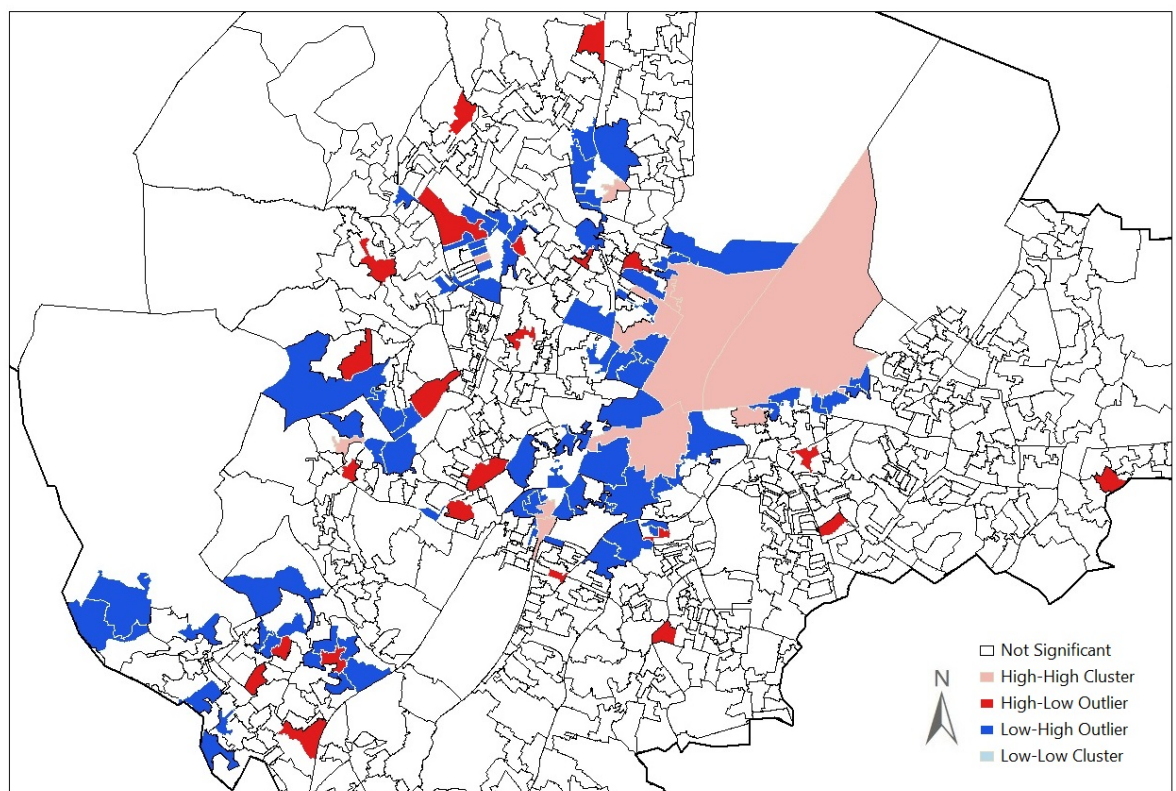 Not Significant
N
High-High Cluster
High-Low Outlier
Low-High Outlier
Low-Low Cluster